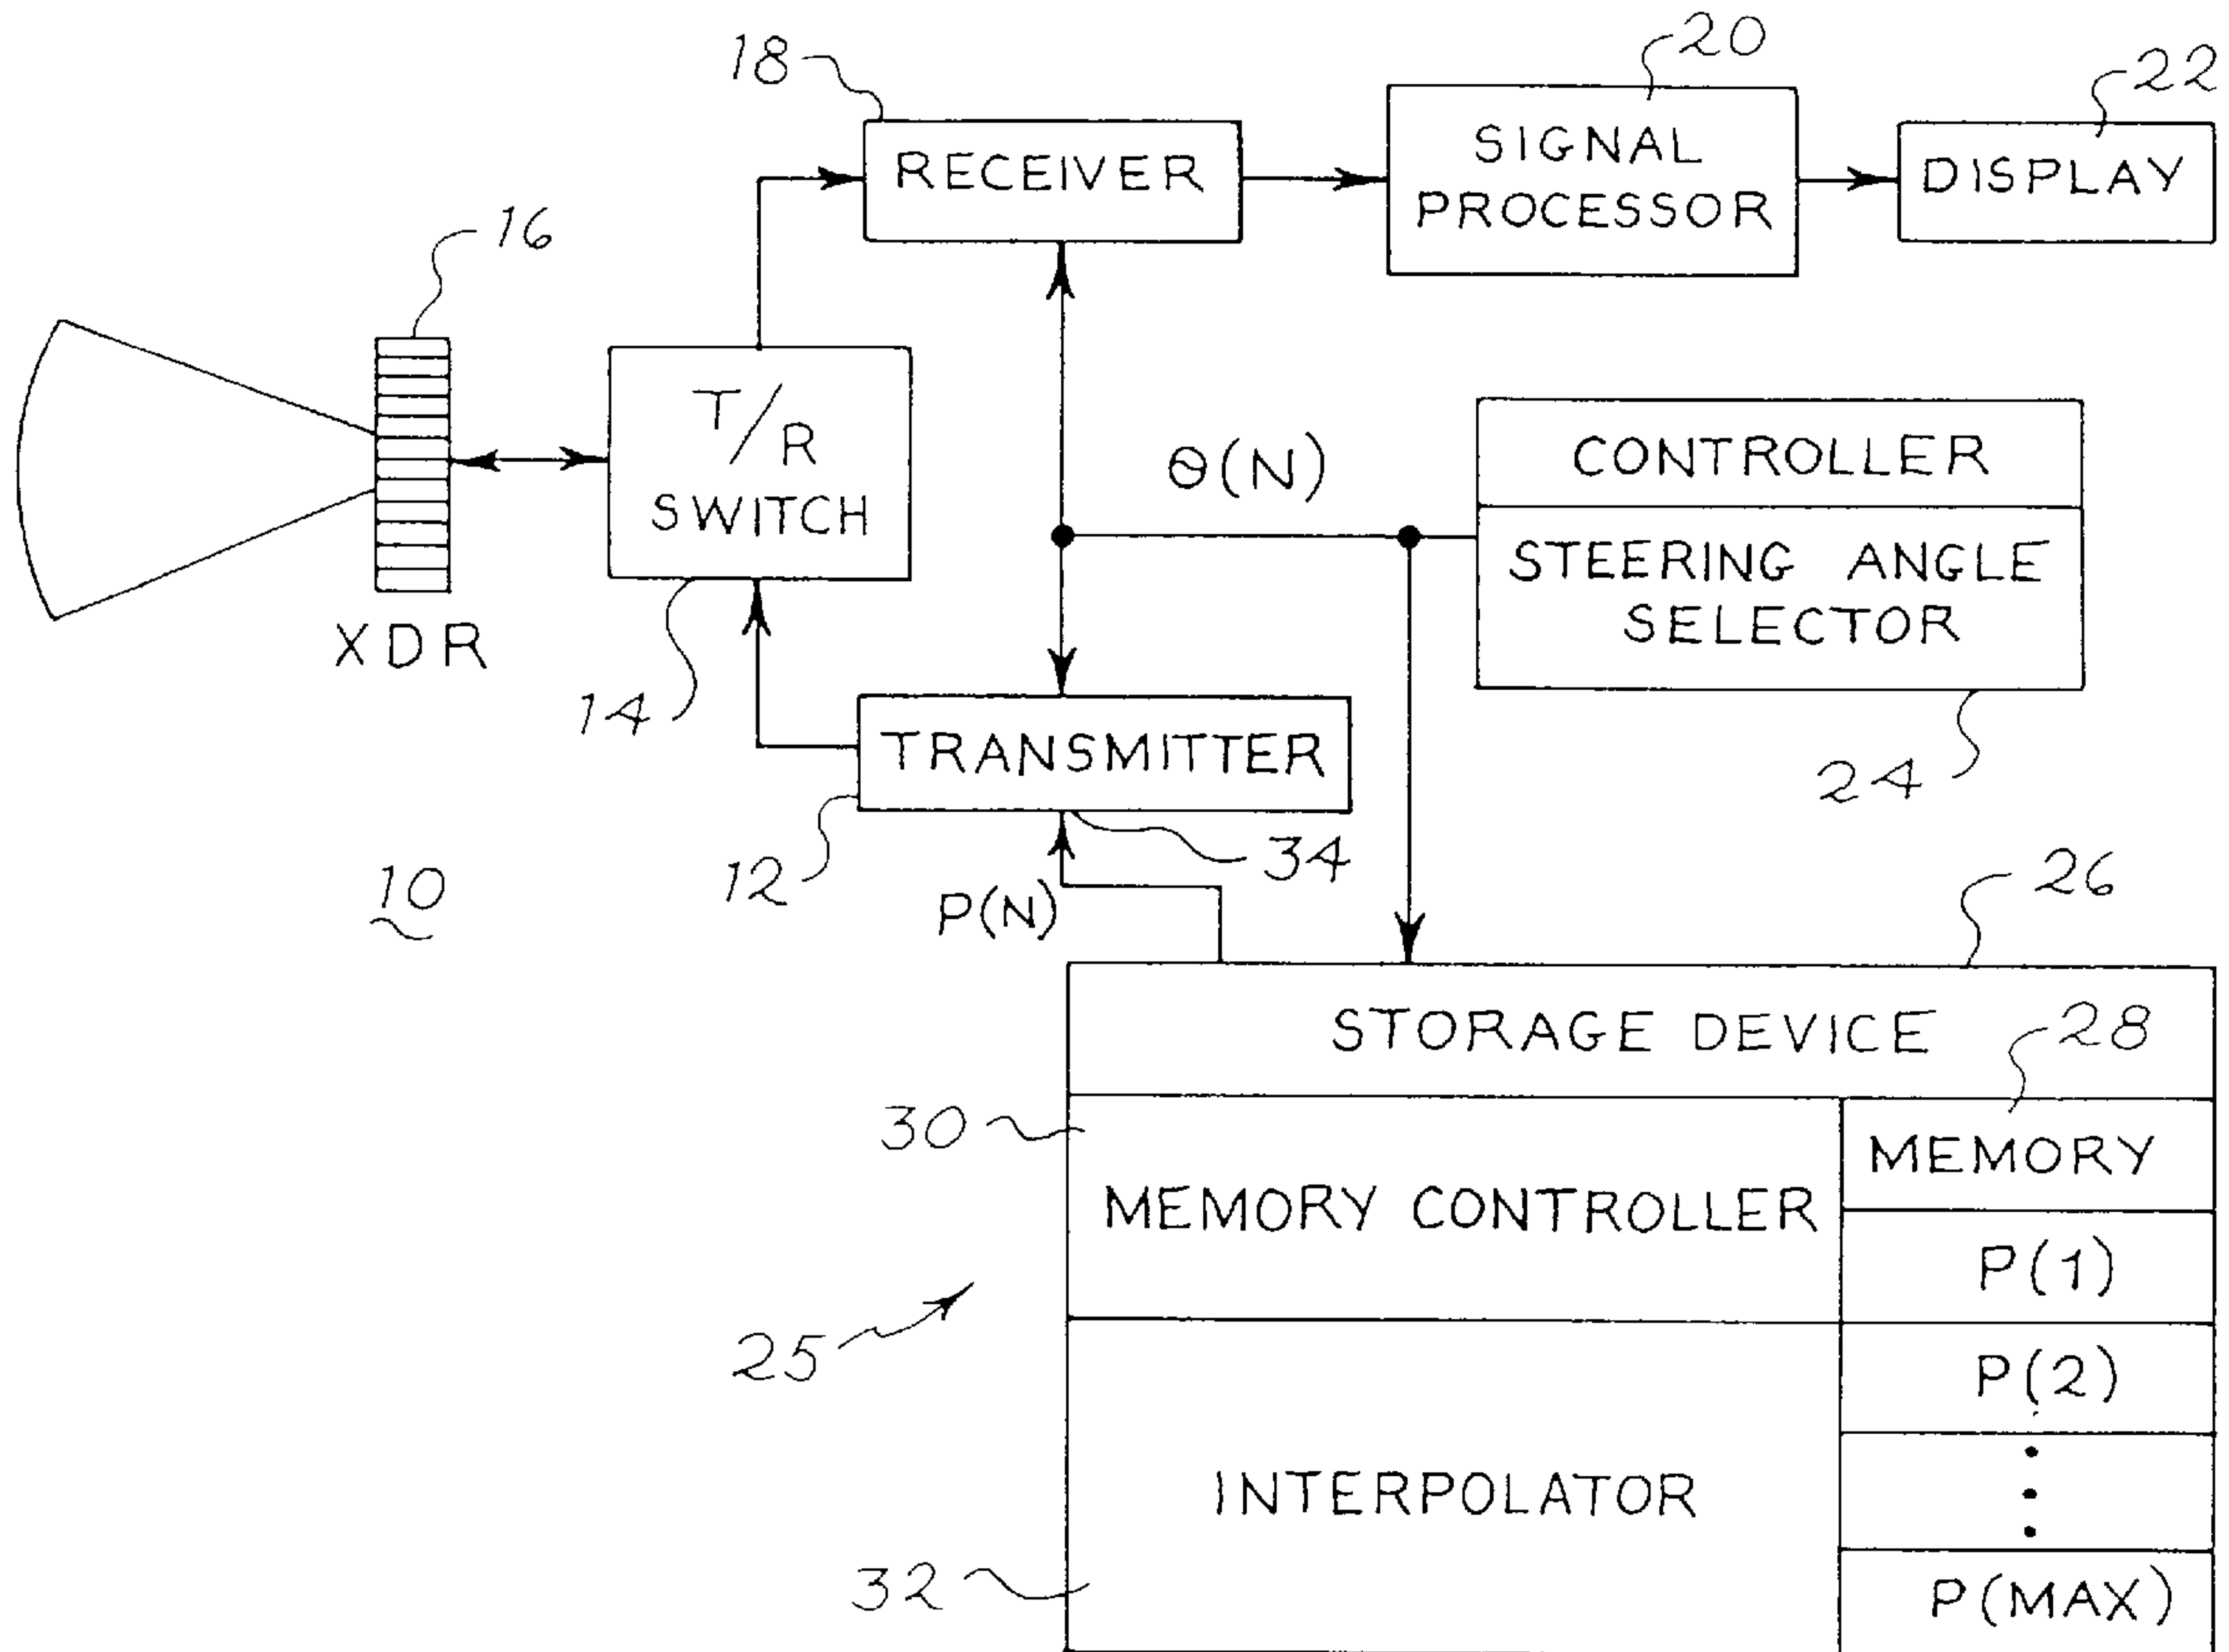 20
18
22
SIGNAL
PROCESSOR
RECEIVER
DISPLAY
16
T/R
SWITCH
Θ(N)
CONTROLLER
STEERING ANGLE
SELECTOR
XDR
14
TRANSMITTER
24
12
34
10
P(N)
26
STORAGE DEVICE
28
30
MEMORY
MEMORY CONTROLLER
P(1)
25
P(2)
INTERPOLATOR
32
P(MAX)